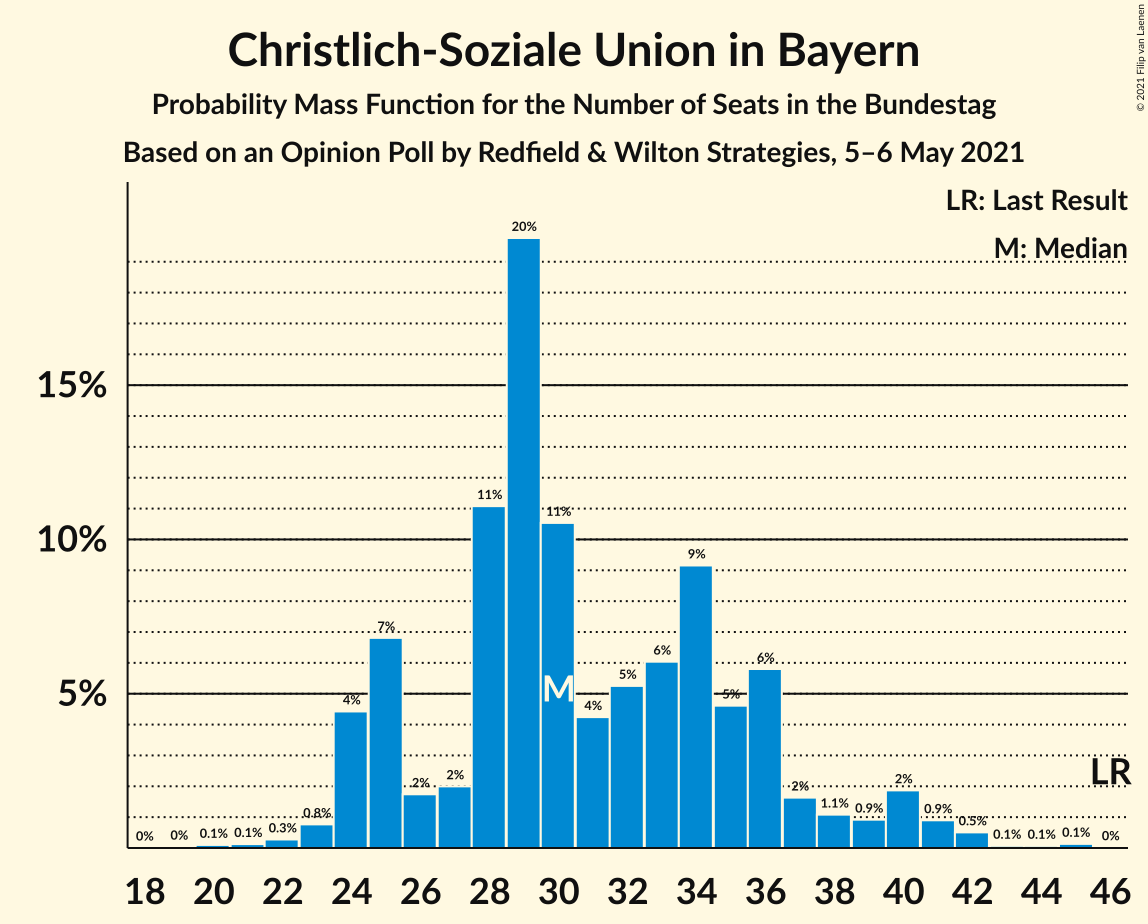 Christlich-Soziale Union in Bayern
Probability Mass Function for the Number of Seats in the Bundestag
Based on an Opinion Poll by Redfield & Wilton Strategies, 5–6 May 2021
© 2021 Filip van Laenen
LR: Last Result
M: Median
15%
10%
5%
0% 0% 0.1% 0.1% 0.3% 0.8% 4% 7% 2% 2% 11% 20% 11% 4% 5% 6% 9% 5% 6% 2% 1.1% 0.9% 2% 0.9% 0.5% 0.1% 0.1% 0.1% 0%
M
LR
18 20 22 24 26 28 30 32 34 36 38 40 42 44 46